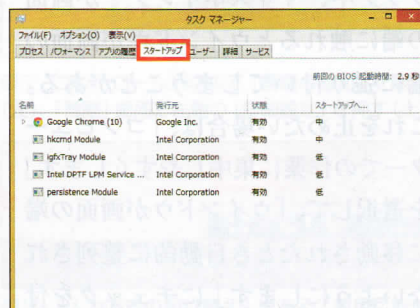 タスク マネージャー
ファイル(F) オプション(O) 表示(V)
プロセス パフォーマンス アプリの履歴 スタートアップ ユーザー 詳細 サービス
前回の BIOS 起動時間: 2.9 秒
名前 発行元 状態 スタートアップへ...
Google Chrome (10) Google Inc. 有効 中
hkcmd Module Intel Corporation 有効 中
igfxTray Module Intel Corporation 有効 低
Intel DPTF LPM Service ... Intel Corporation 有効 低
persistence Module Intel Corporation 有効 低